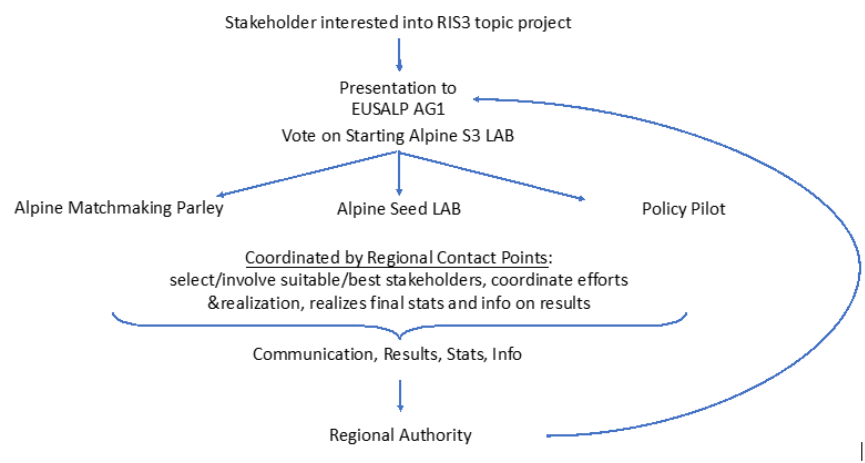 Stakeholder interested into RIS3 topic project
Presentation to
EUSALP AG1
Vote on Starting Alpine S3 LAB
Alpine Matchmaking Parley
Alpine Seed LAB
Policy Pilot
Coordinated by Regional Contact Points:
select/involve suitable/best stakeholders, coordinate efforts
&realization, realizes final stats and info on results
Communication, Results, Stats, Info
Regional Authority